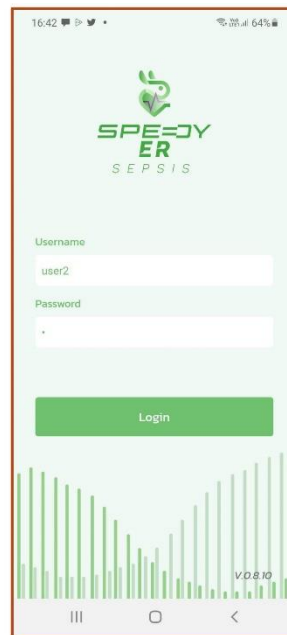 16:42 64%
SPEEDY
ER
SEPSIS
Username
user2
Password
•
Login
V.0.8.10